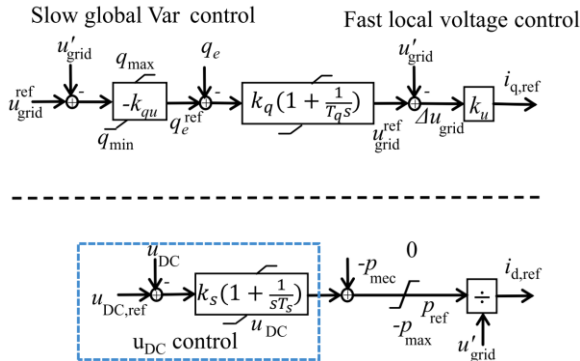 Slow global Var control
Fast local voltage control
u'grid
qmax
qe
u'grid
uref grid
-
-kqu
-
kq(1 + 1/Tqs)
-
ku
iq,ref
qmin
qref e
uref grid
Δugrid
uDC
0
-
-pmec
id,ref
uDC,ref
ks(1 + 1/sTs)
pref
÷
uDC
-pmax
uDC control
u'grid